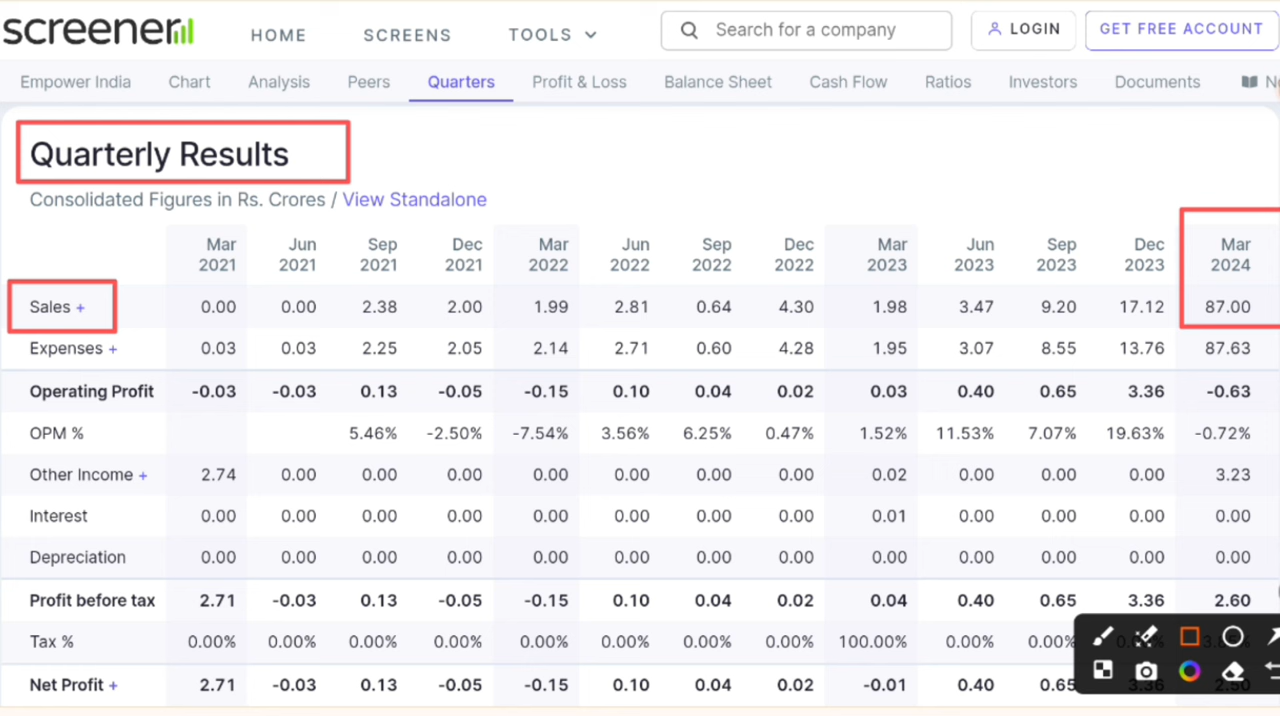 screener HOME SCREENS TOOLS Search for a company LOGIN GET FREE ACCOUNT
Empower India Chart Analysis Peers Quarters Profit & Loss Balance Sheet Cash Flow Ratios Investors Documents
Quarterly Results
Consolidated Figures in Rs. Crores / View Standalone
Mar Jun Sep Dec Mar Jun Sep Dec Mar Jun Sep Dec Mar
2021 2021 2021 2021 2022 2022 2022 2022 2023 2023 2023 2023 2024
Sales + 0.00 0.00 2.38 2.00 1.99 2.81 0.64 4.30 1.98 3.47 9.20 17.12 87.00
Expenses + 0.03 0.03 2.25 2.05 2.14 2.71 0.60 4.28 1.95 3.07 8.55 13.76 87.63
Operating Profit -0.03 -0.03 0.13 -0.05 -0.15 0.10 0.04 0.02 0.03 0.40 0.65 3.36 -0.63
OPM % 5.46% -2.50% -7.54% 3.56% 6.25% 0.47% 1.52% 11.53% 7.07% 19.63% -0.72%
Other Income + 2.74 0.00 0.00 0.00 0.00 0.00 0.00 0.00 0.02 0.00 0.00 0.00 3.23
Interest 0.00 0.00 0.00 0.00 0.00 0.00 0.00 0.00 0.01 0.00 0.00 0.00 0.00
Depreciation 0.00 0.00 0.00 0.00 0.00 0.00 0.00 0.00 0.00 0.00 0.00 0.00 0.00
Profit before tax 2.71 -0.03 0.13 -0.05 -0.15 0.10 0.04 0.02 0.04 0.40 0.65 3.36 2.60
Tax % 0.00% 0.00% 0.00% 0.00% 0.00% 0.00% 0.00% 0.00% 100.00% 0.00% 0.00%
Net Profit + 2.71 -0.03 0.13 -0.05 -0.15 0.10 0.04 0.02 -0.01 0.40 0.65 3.36 2.50